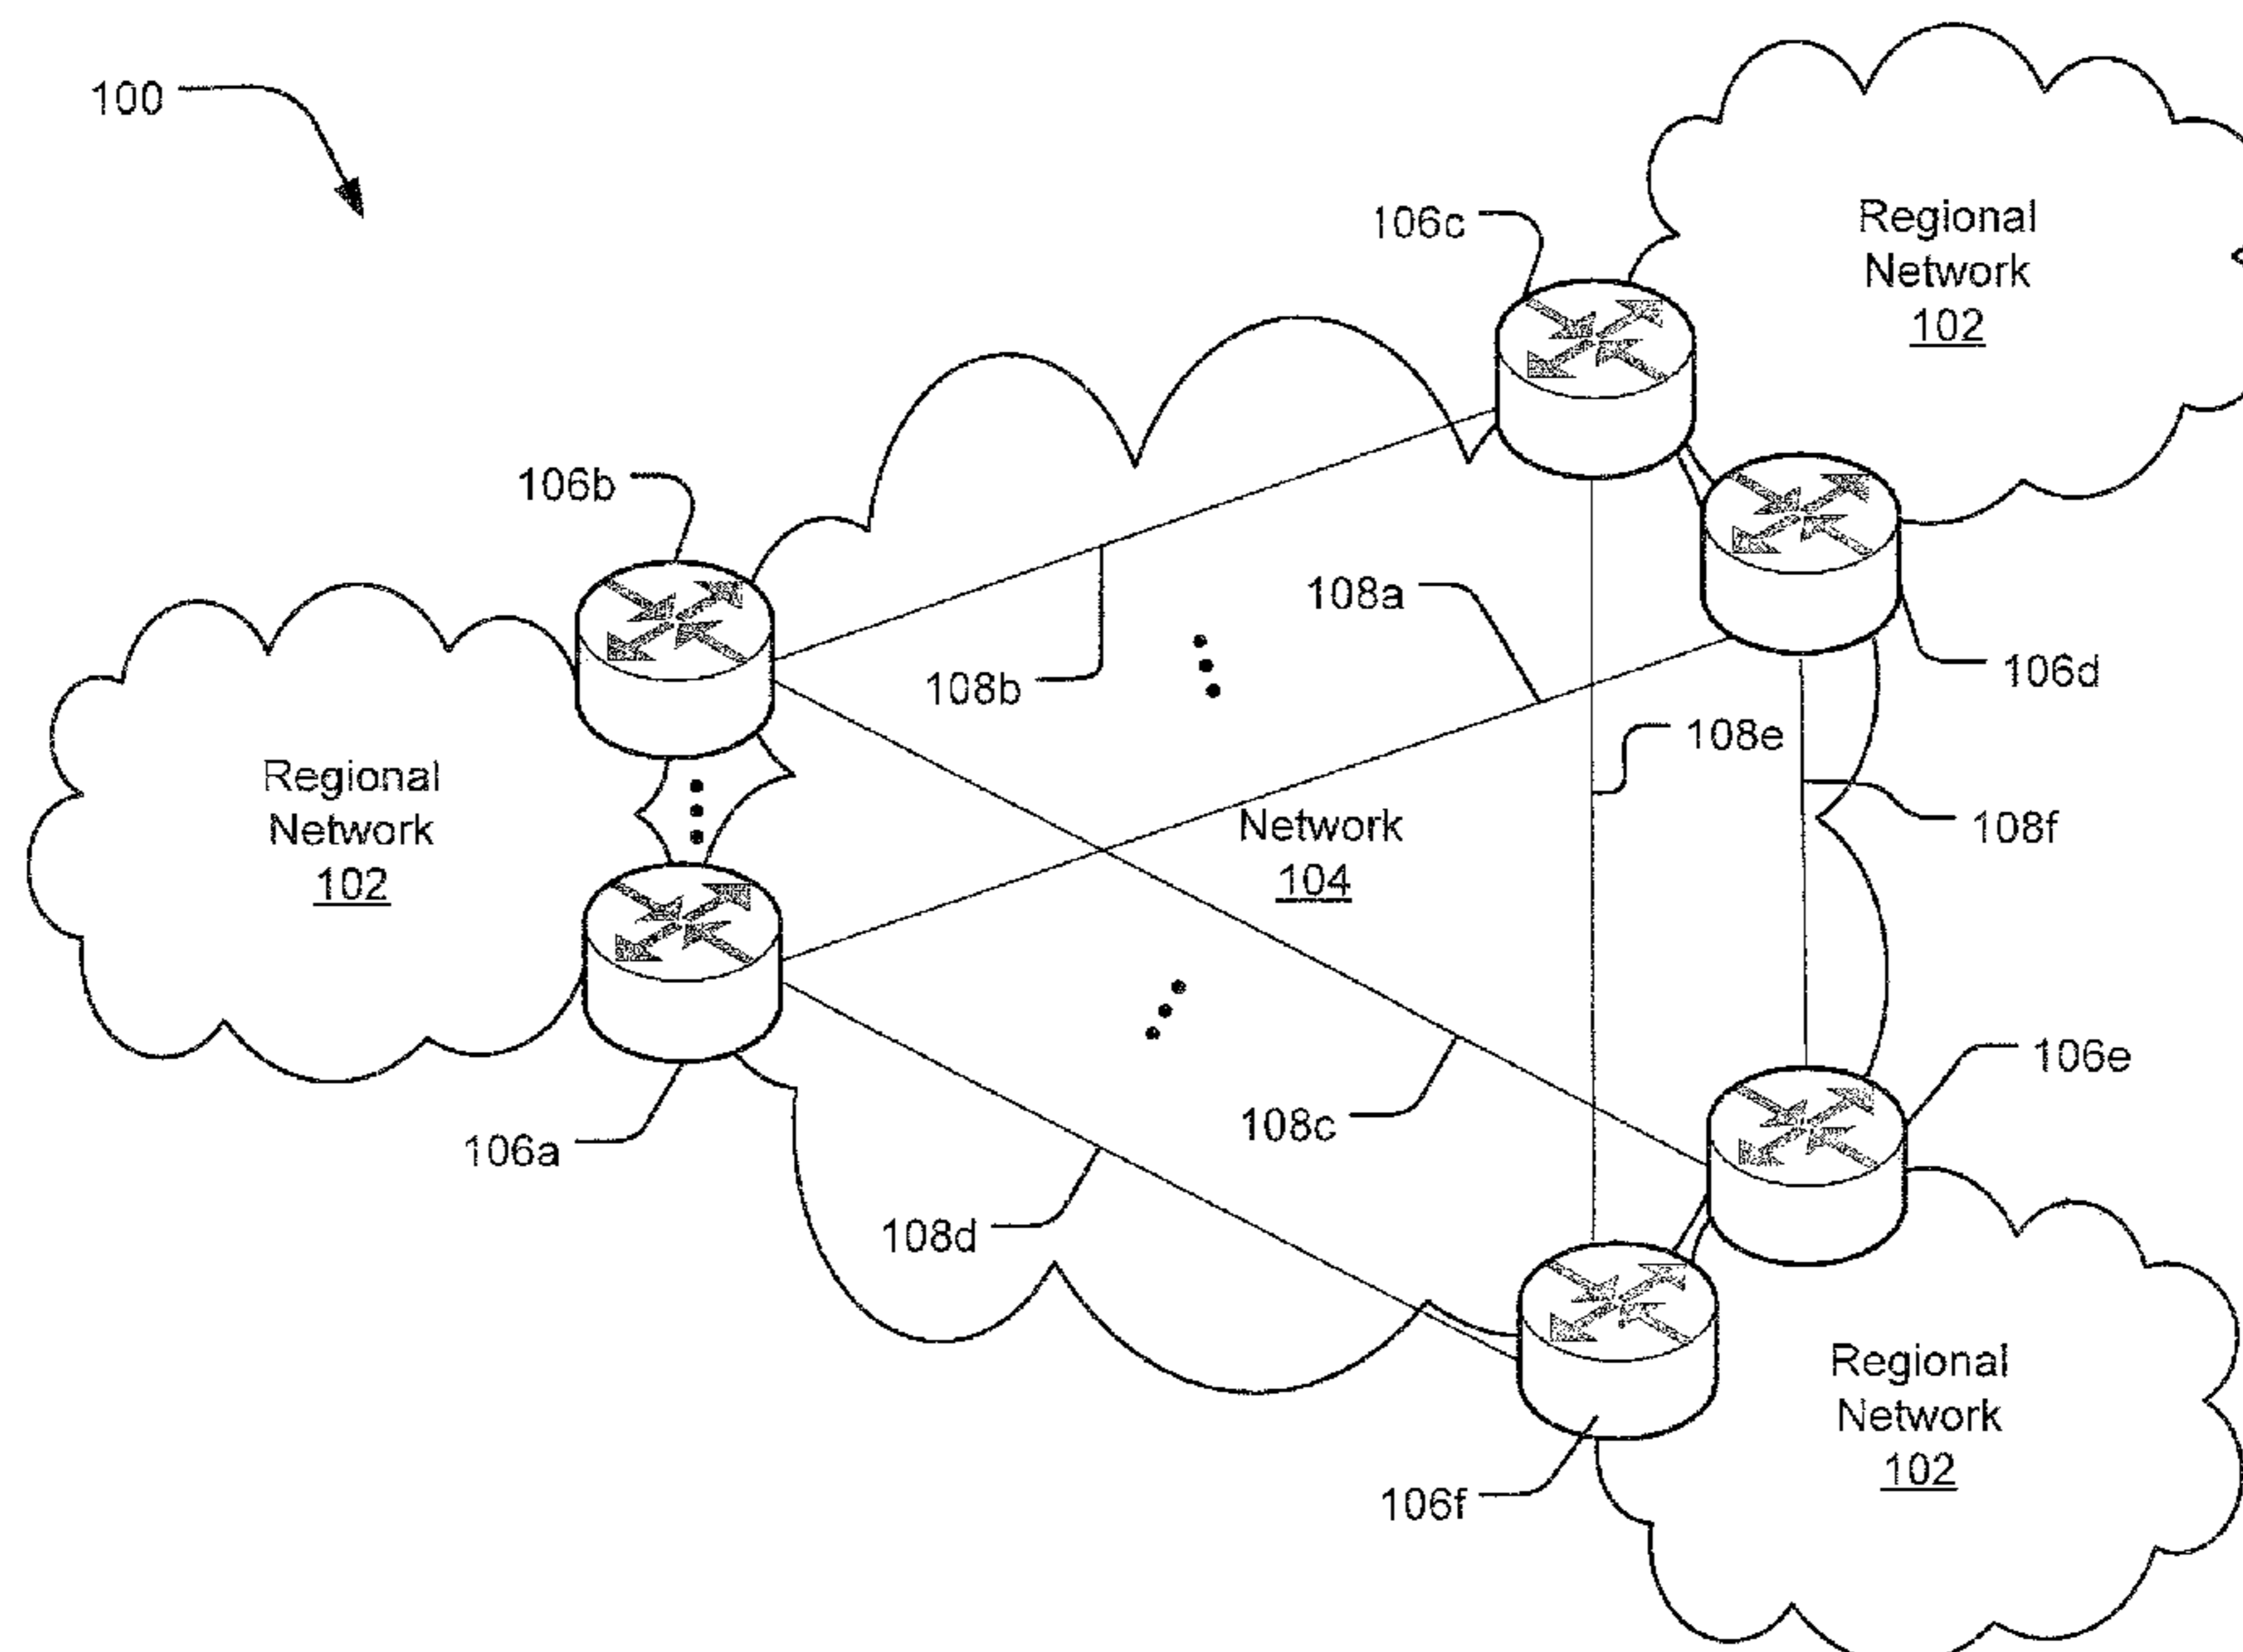 100
106c
Regional
Network
102
106b
108a
108b
106d
108e
Regional
Network
102
Network
104
108f
106e
106a
108c
108d
Regional
Network
102
106f